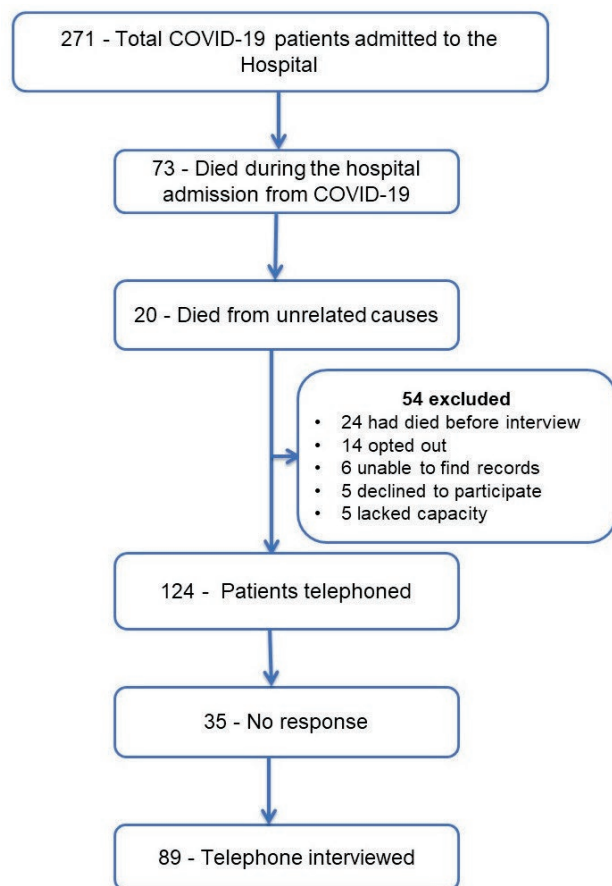 271 - Total COVID-19 patients admitted to the
Hospital
73 - Died during the hospital
admission from COVID-19
20 - Died from unrelated causes
54 excluded
• 24 had died before interview
• 14 opted out
• 6 unable to find records
• 5 declined to participate
• 5 lacked capacity
124 - Patients telephoned
35 - No response
89 - Telephone interviewed